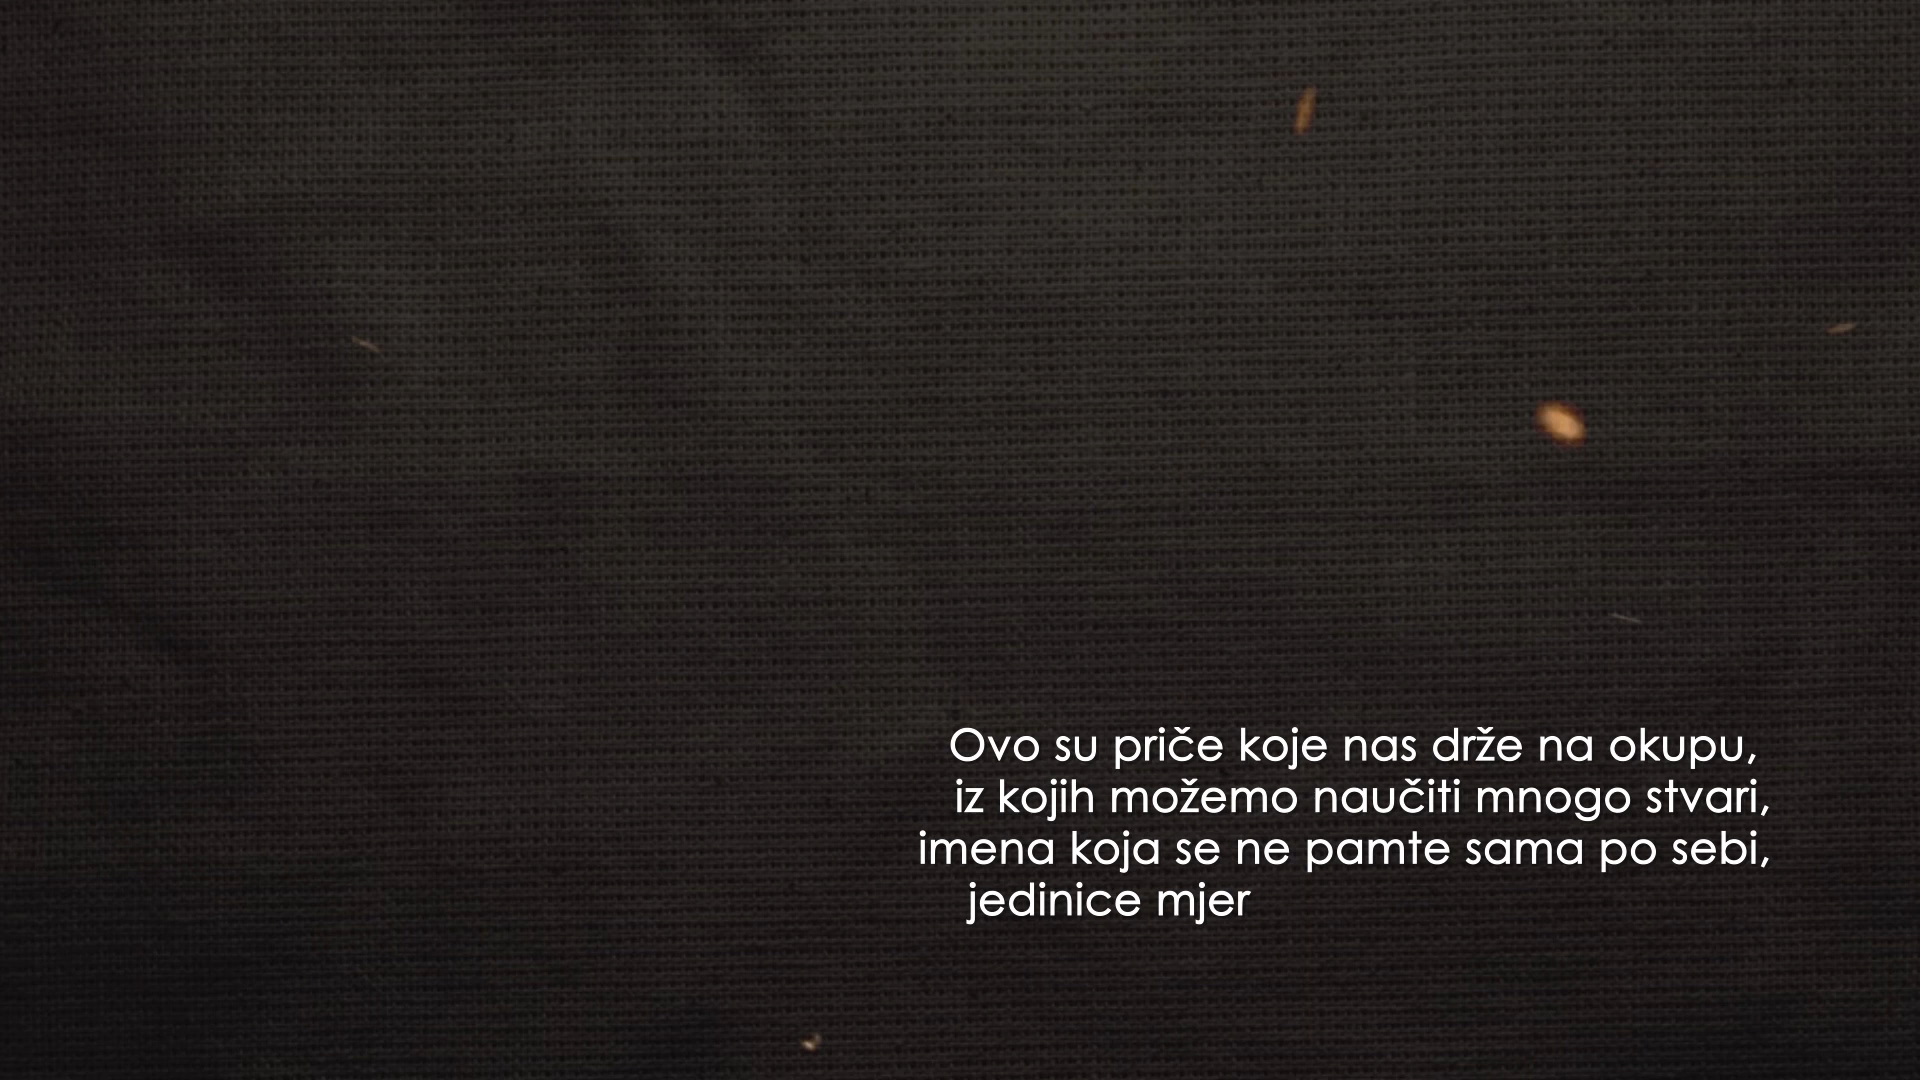 Ovo su priče koje nas drže na okupu,
iz kojih možemo naučiti mnogo stvari,
imena koja se ne pamte sama po sebi,
jedinice mjer